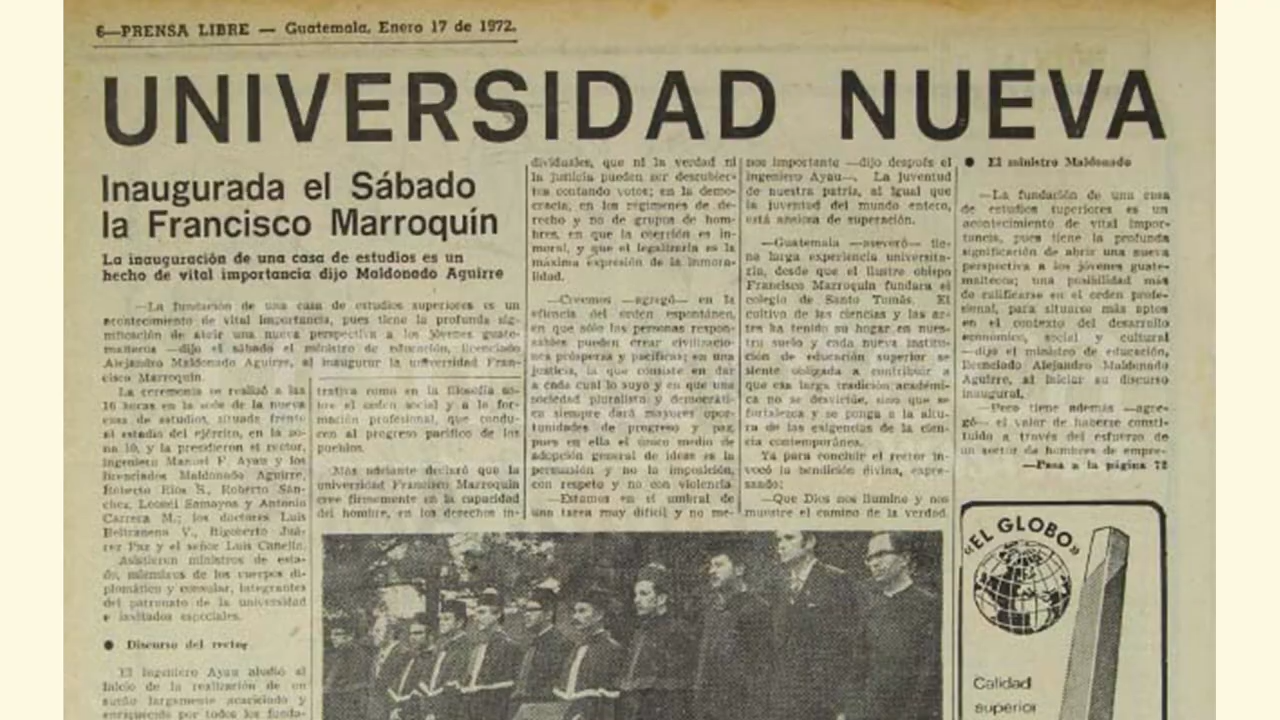 6—PRENSA LIBRE — Guatemala, Enero 17 de 1972.
UNIVERSIDAD NUEVA
Inaugurada el Sábado
la Francisco Marroquín
La inauguración de una casa de estudios es un
hecho de vital importancia dijo Maldonado Aguirre
—La fundación de una casa de estudios superiores es un
acontecimiento de vital importancia, pues tiene la profunda sig-
nificación de abrir una nueva perspectiva a los jóvenes guate-
—dijo el sábado el ministro de educación, licenciado
Alejandro Maldonado Aguirre, al inaugurar la universidad Fran-
cisco Marroquín.
La ceremonia se realizó a las
16 horas en la sede de la nueva
casa de estudios, situada frente
al estadio del ejército, en la zo-
na 10, y la presidieron el rector,
ingeniero Manuel F. Ayau y los
licenciados Maldonado Aguirre,
Roberto Ríos S., Roberto Sán-
chez, Leonel Samayoa y Antonio
Carrera M.; los doctores Luis
Beltranena V., Rigoberto Juá-
rez Paz y el señor Luis Canella.
Asistieron ministros de esta-
do, miembros de los cuerpos di-
plomático y consular, integrantes
del patronato de la universidad
e invitados especiales.
● Discurso del rector
El ingeniero Ayau aludió al
inicio de la realización de un
sueño largamente acariciado y
enriquecido por todos los funda-
trativa como en la filosofía so-
bre el orden social y a la for-
mación profesional, que condu-
cen al progreso pacífico de los
pueblos.
Más adelante declaró que la
universidad Francisco Marroquín
cree firmemente en la capacidad
del hombre, en los derechos in-
dividuales, que ni la verdad ni
la justicia pueden ser descubier-
tas contando votos; en la demo-
cracia, en los regímenes de de-
recho y no de grupos de hom-
bres, en que la coerción es in-
moral, y que el legalizarla es la
máxima expresión de la inmora-
lidad.
—Creemos —agregó— en la
eficacia del orden espontáneo,
en que sólo las personas respon-
sables pueden crear civilizacio-
nes prósperas y pacíficas; en una
justicia, la que consiste en dar
a cada cual lo suyo y en que una
sociedad pluralista y democráti-
ca siempre dará mayores opor-
tunidades de progreso y paz,
pues en ella el único medio de
adopción general de ideas es la
persuasión y no la imposición,
con respeto y no con violencia.
—Estamos en el umbral de
una tarea muy difícil y no me-
nos importante —dijo después el
ingeniero Ayau—. La juventud
de nuestra patria, al igual que
la juventud del mundo entero,
está ansiosa de superación.
—Guatemala —aseveró— tie-
ne larga experiencia universita-
ria, desde que el ilustre obispo
Francisco Marroquín fundara el
colegio de Santo Tomás. El
cultivo de las ciencias y las ar-
tes ha tenido su hogar en nues-
tro suelo y cada nueva institu-
ción de educación superior se
siente obligada a contribuir a
que esa larga tradición académi-
ca no se desvirtúe, sino que se
fortalezca y se ponga a la altu-
ra de las exigencias de la cien-
cia contemporánea.
Ya para concluir el rector in-
vocó la bendición divina, expre-
sando:
—Que Dios nos ilumine y nos
muestre el camino de la verdad.
● El ministro Maldonado
—La fundación de una casa
de estudios superiores es un
acontecimiento de vital impor-
tancia, pues tiene la profunda
significación de abrir una nueva
perspectiva a los jóvenes guate-
maltecos; una posibilidad más
de calificarse en el orden profe-
sional, para situarse más aptos
en el contexto del desarrollo
económico, social y cultural
—dijo el ministro de educación,
licenciado Alejandro Maldonado
Aguirre, al iniciar su discurso
inaugural.
—Pero tiene además —agre-
gó— el valor de haberse consti-
tuido a través del esfuerzo de
un sector de hombres de empre-
—Pasa a la página 72
«EL GLOBO»
Calidad
superior